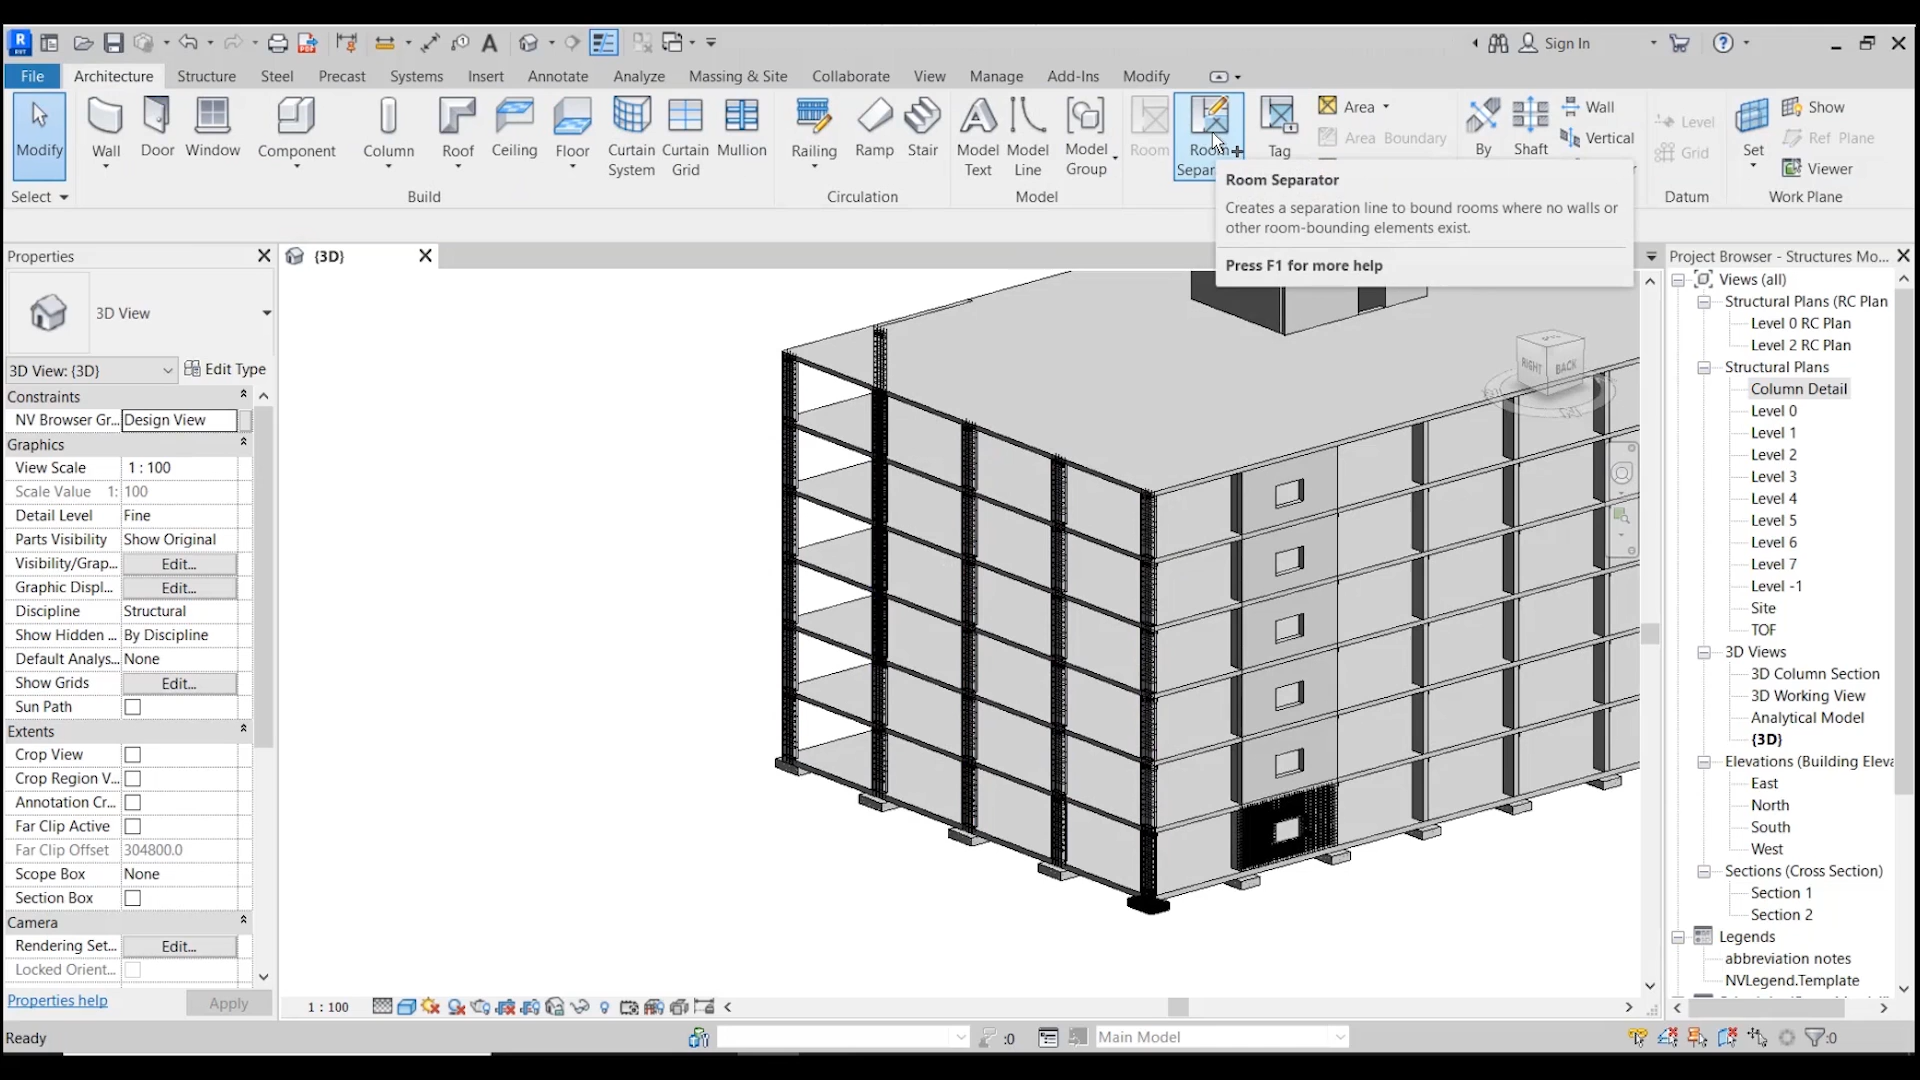 Sign In
File Architecture Structure Steel Precast Systems Insert Annotate Analyze Massing & Site Collaborate View Manage Add-Ins Modify
Modify
Wall
Door
Window
Component
Column
Roof
Ceiling
Floor
Curtain System
Curtain Grid
Mullion
Railing
Ramp
Stair
Model Text
Model Line
Model Group
Room
Room
Separ
Tag
Area
Area Boundary
By
Shaft
Wall
Vertical
Level
Grid
Set
Show
Ref Plane
Viewer
Select
Build
Circulation
Model
Datum
Work Plane
Room Separator
Creates a separation line to bound rooms where no walls or
other room-bounding elements exist.
Press F1 for more help
Properties
3D View
3D View: {3D}
Edit Type
Constraints
NV Browser Gr... Design View
Graphics
View Scale 1 : 100
Scale Value 1: 100
Detail Level Fine
Parts Visibility Show Original
Visibility/Grap... Edit...
Graphic Displ... Edit...
Discipline Structural
Show Hidden ... By Discipline
Default Analys... None
Show Grids Edit...
Sun Path
Extents
Crop View
Crop Region V...
Annotation Cr...
Far Clip Active
Far Clip Offset 304800.0
Scope Box None
Section Box
Camera
Rendering Set... Edit...
Locked Orient...
Properties help
Apply
{3D}
RIGHT
BACK
Project Browser - Structures Mo...
Views (all)
Structural Plans (RC Plan
Level 0 RC Plan
Level 2 RC Plan
Structural Plans
Column Detail
Level 0
Level 1
Level 2
Level 3
Level 4
Level 5
Level 6
Level 7
Level -1
Site
TOF
3D Views
3D Column Section
3D Working View
Analytical Model
{3D}
Elevations (Building Eleva
East
North
South
West
Sections (Cross Section)
Section 1
Section 2
Legends
abbreviation notes
NVLegend.Template
1 : 100
Ready
:0
Main Model
:0